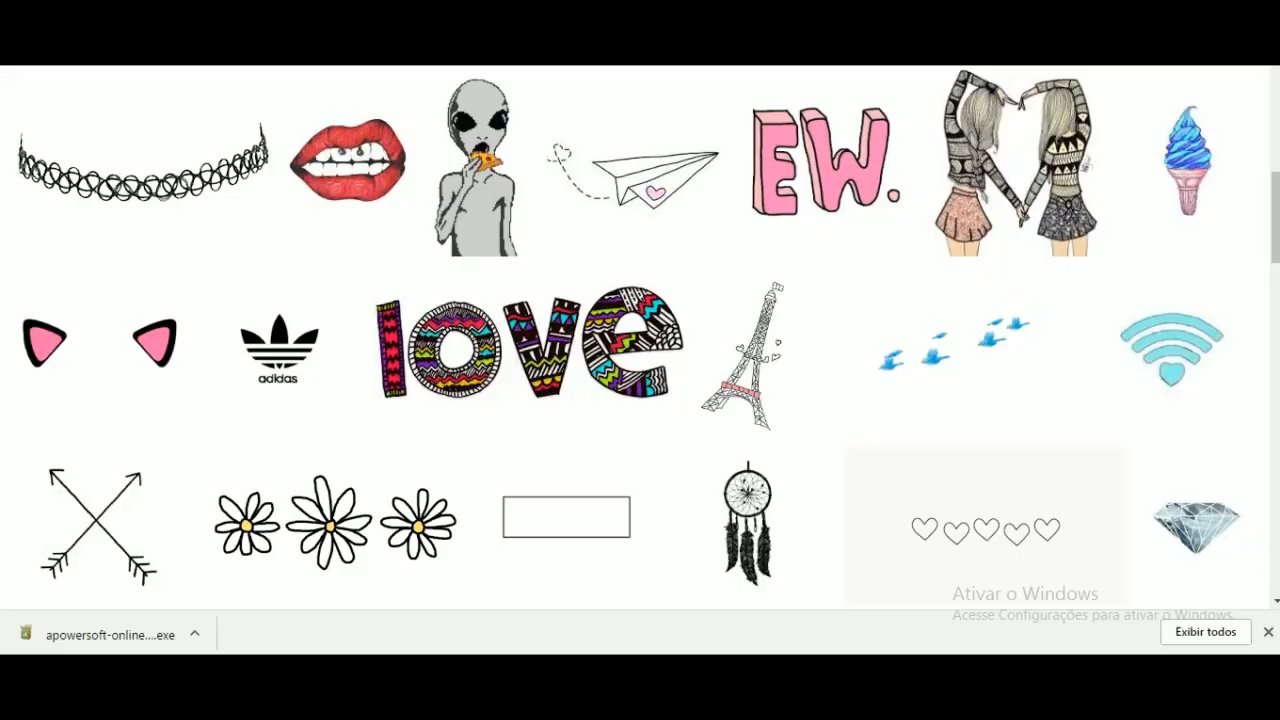 EW.
adidas
love
Ativar o Windows
Acesse Configurações para ativar o Windows.
apowersoft-online....exe
Exibir todos